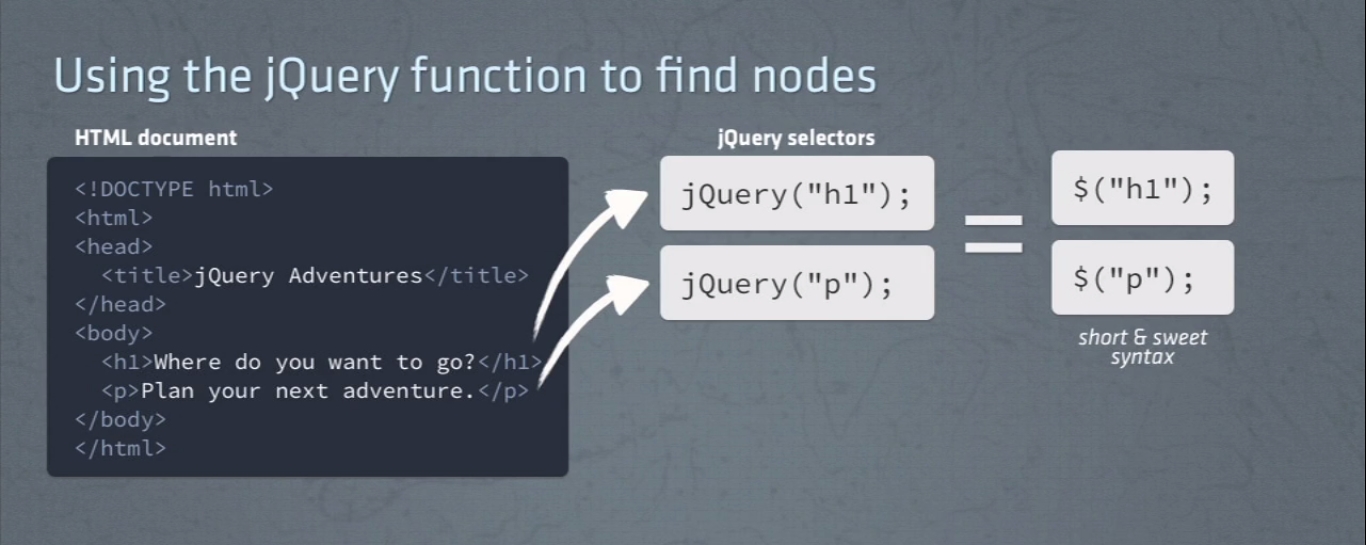 Using the jQuery function to find nodes
HTML document
<!DOCTYPE html>
<html>
<head>
<title>jQuery Adventures</title>
</head>
<body>
<h1>Where do you want to go?</h1>
<p>Plan your next adventure.</p>
</body>
</html>
jQuery selectors
jQuery("h1");
jQuery("p");
=
$("h1");
$("p");
short & sweet
syntax